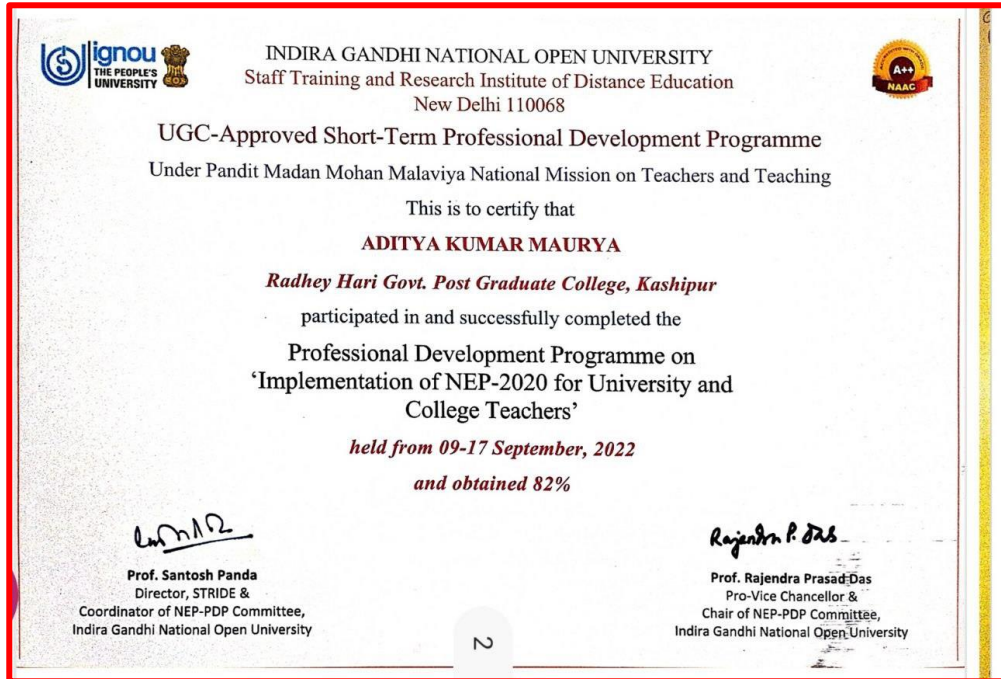 ignou
THE PEOPLE'S
UNIVERSITY
INDIRA GANDHI NATIONAL OPEN UNIVERSITY
Staff Training and Research Institute of Distance Education
New Delhi 110068
A++
NAAC
UGC-Approved Short-Term Professional Development Programme
Under Pandit Madan Mohan Malaviya National Mission on Teachers and Teaching
This is to certify that
ADITYA KUMAR MAURYA
Radhey Hari Govt. Post Graduate College, Kashipur
participated in and successfully completed the
Professional Development Programme on
‘Implementation of NEP-2020 for University and
College Teachers’
held from 09-17 September, 2022
and obtained 82%
Rajendra P. Das
Prof. Santosh Panda
Director, STRIDE &
Coordinator of NEP-PDP Committee,
Indira Gandhi National Open University
Prof. Rajendra Prasad Das
Pro-Vice Chancellor &
Chair of NEP-PDP Committee,
Indira Gandhi National Open University
2